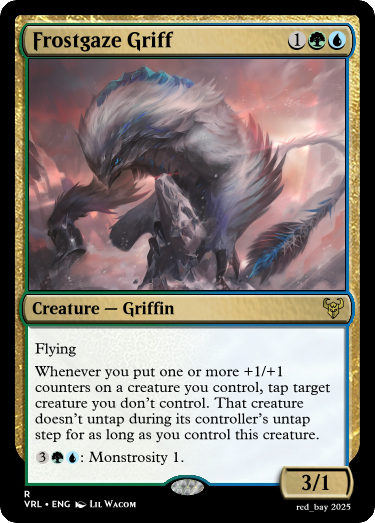 Frostgaze Griff 1
Creature — Griffin
Flying
Whenever you put one or more +1/+1
counters on a creature you control, tap target
creature you don't control. That creature
doesn't untap during its controller's untap
step for as long as you control this creature.
3: Monstrosity 1.
3/1
R
VRL • ENG Lil Wacom
red_bay 2025